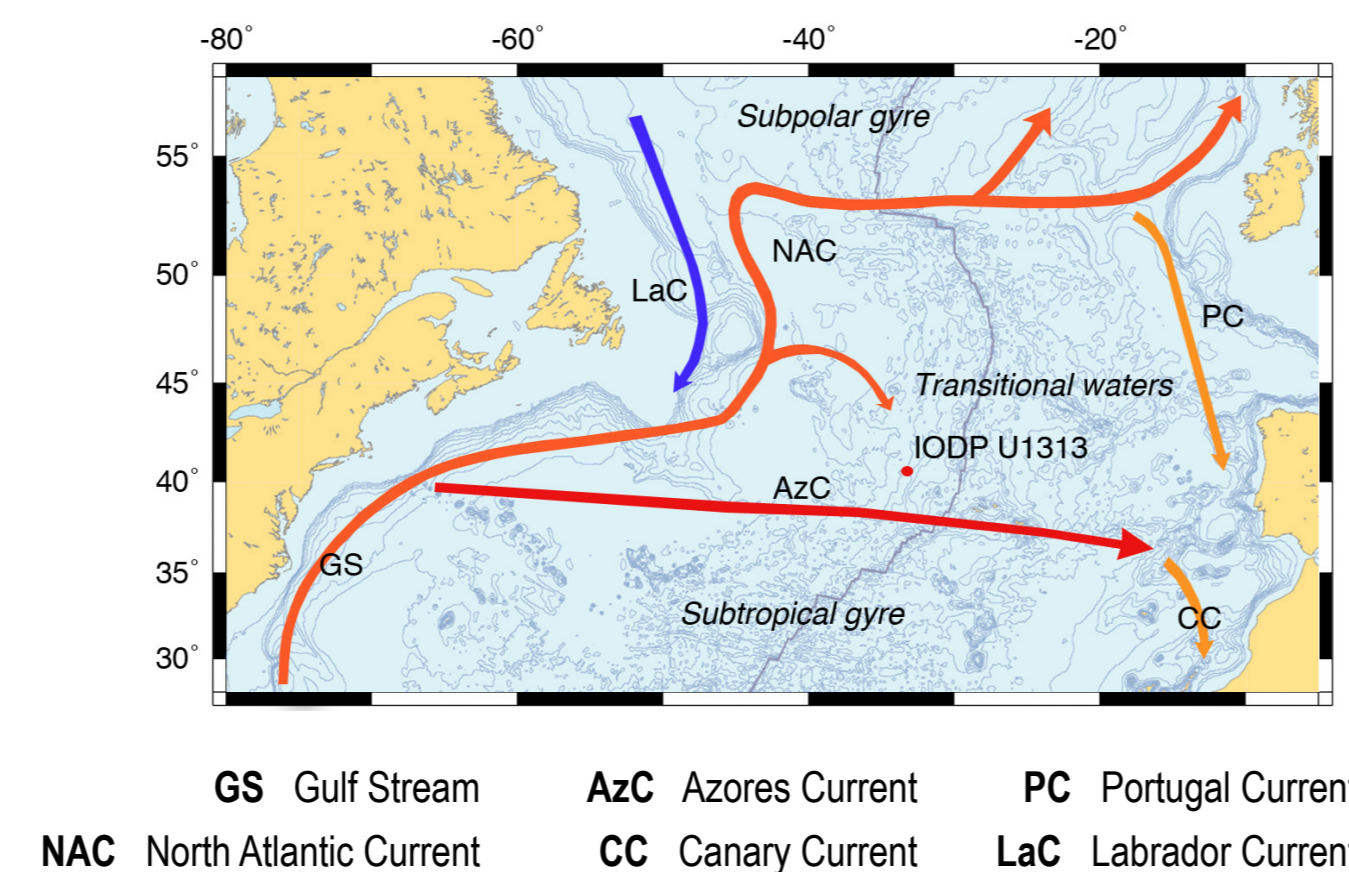 -80° -60° -40° -20°
Subpolar gyre
55°
NAC
50°
LaC
PC
45°
Transitional waters
IODP U1313
40°
AzC
GS
35°
Subtropical gyre
CC
30°
GS Gulf Stream AzC Azores Current PC Portugal Current
NAC North Atlantic Current CC Canary Current LaC Labrador Current